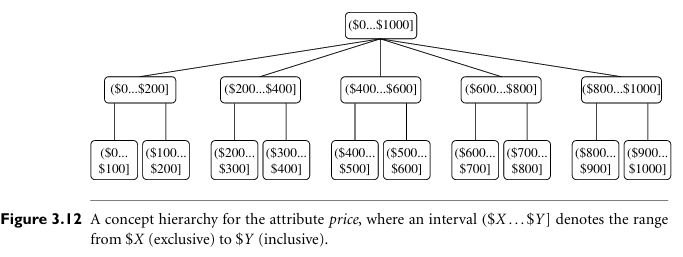 ($0...$1000]
($0...$200] ($200...$400] ($400...$600] ($600...$800] ($800...$1000]
($0... ($100... ($200... ($300... ($400... ($500... ($600... ($700... ($800... ($900...
$100] $200] $300] $400] $500] $600] $700] $800] $900] $1000]
Figure 3.12 A concept hierarchy for the attribute price, where an interval ($X...$Y] denotes the range
from $X (exclusive) to $Y (inclusive).